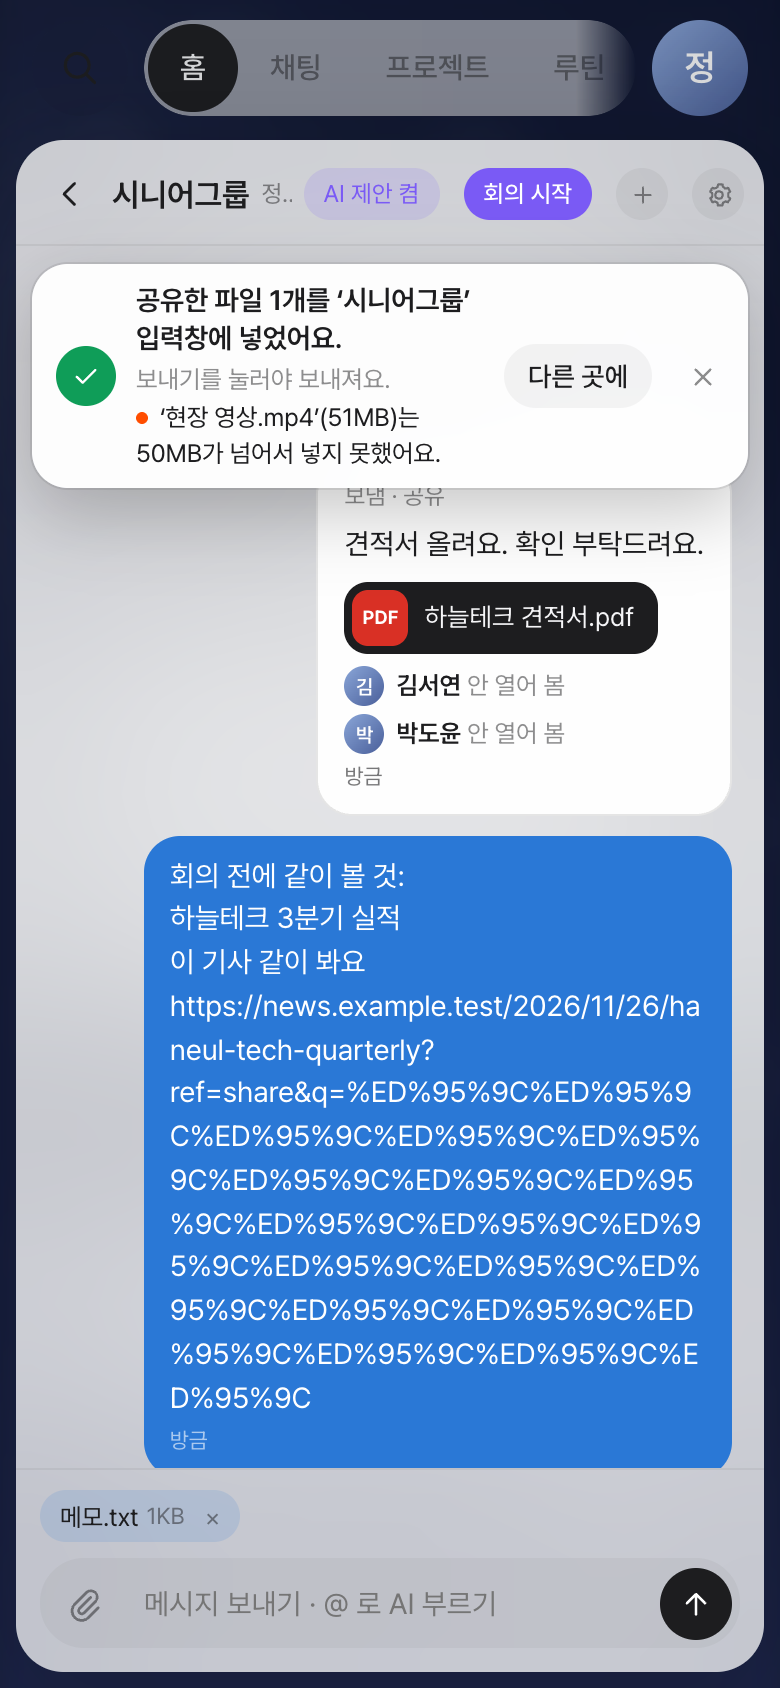 홈 채팅 프로젝트 루틴 정
시니어그룹 정.. AI 제안 켬 회의 시작
공유한 파일 1개를 ‘시니어그룹’
입력창에 넣었어요.
보내기를 눌러야 보내져요.
‘현장 영상.mp4’(51MB)는
50MB가 넘어서 넣지 못했어요.
다른 곳에
보냄 · 공유
견적서 올려요. 확인 부탁드려요.
PDF 하늘테크 견적서.pdf
김 김서연 안 열어 봄
박 박도윤 안 열어 봄
방금
회의 전에 같이 볼 것:
하늘테크 3분기 실적
이 기사 같이 봐요
https://news.example.test/2026/11/26/ha
neul-tech-quarterly?
ref=share&q=%ED%95%9C%ED%95%9
C%ED%95%9C%ED%95%9C%ED%95%
9C%ED%95%9C%ED%95%9C%ED%95
%9C%ED%95%9C%ED%95%9C%ED%9
5%9C%ED%95%9C%ED%95%9C%ED%
95%9C%ED%95%9C%ED%95%9C%ED
%95%9C%ED%95%9C%ED%95%9C%E
D%95%9C
방금
메모.txt 1KB ×
메시지 보내기 · @ 로 AI 부르기